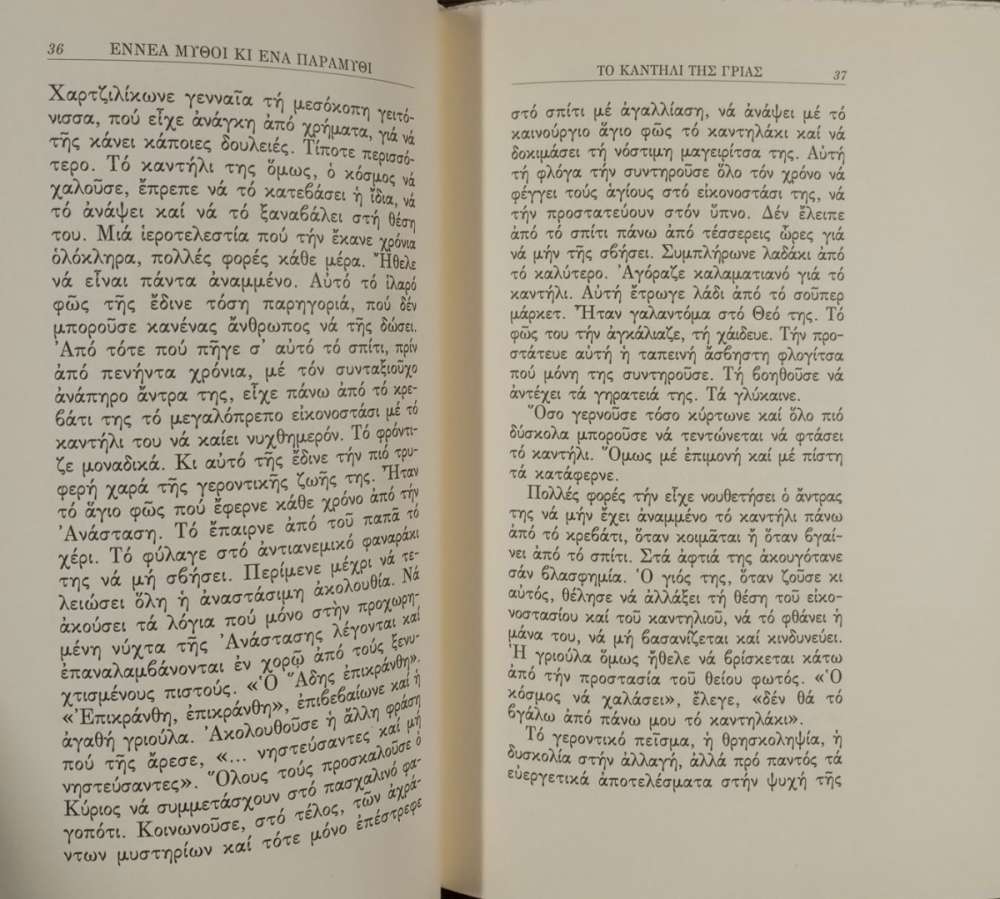 36 ΕΝΝΕΑ ΜΥΘΟΙ ΚΙ ΕΝΑ ΠΑΡΑΜΥΘΙ
Χαρτζιλίκωνε γενναῖα τή μεσόκοπη γειτό-
νισσα, πού εἶχε ἀνάγκη ἀπό χρήματα, γιά νά
τῆς κάνει κάποιες δουλειές. Τίποτε περισσό-
τερο. Τό καντήλι της ὅμως, ὁ κόσμος νά
χαλοῦσε, ἔπρεπε νά τό κατεβάσει ἡ ἴδια, νά
τό ἀνάψει καί νά τό ξαναβάλει στή θέση
του. Μιά ἱεροτελεστία πού τήν ἔκανε χρόνια
ὁλόκληρα, πολλές φορές κάθε μέρα. Ἤθελε
νά εἶναι πάντα ἀναμμένο. Αὐτό τό ἱλαρό
φῶς τῆς ἔδινε τόση παρηγοριά, πού δέν
μποροῦσε κανένας ἄνθρωπος νά τῆς δώσει.
Ἀπό τότε πού πῆγε σ' αὐτό τό σπίτι, πρίν
ἀπό πενήντα χρόνια, μέ τόν συνταξιοῦχο
ἀνάπηρο ἄντρα της, εἶχε πάνω ἀπό τό κρε-
βάτι της τό μεγαλόπρεπο εἰκονοστάσι μέ τό
καντήλι του νά καίει νυχθημερόν. Τό φρόντι-
ζε μοναδικά. Κι αὐτό τῆς ἔδινε τήν πιό τρυ-
φερή χαρά τῆς γεροντικῆς ζωῆς της. Ἦταν
τό ἅγιο φῶς πού ἔφερνε κάθε χρόνο ἀπό τήν
Ἀνάσταση. Τό ἔπαιρνε ἀπό τοῦ παπᾶ τό
χέρι. Τό φύλαγε στό ἀντιανεμικό φαναράκι
της νά μή σβήσει. Περίμενε μέχρι νά τε-
λειώσει ὅλη ἡ ἀναστάσιμη ἀκολουθία. Νά
ἀκούσει τά λόγια πού μόνο στήν προχωρη-
μένη νύχτα τῆς Ἀνάστασης λέγονται καί
ἐπαναλαμβάνονται ἐν χορῷ ἀπό τούς ξενυ-
χτισμένους πιστούς. «Ὁ Ἅδης ἐπικράνθη».
«Ἐπικράνθη, ἐπικράνθη», ἐπιβεβαίωνε καί ἡ
ἀγαθή γριούλα. Ἀκολουθοῦσε ἡ ἄλλη φράση
πού τῆς ἄρεσε, «... νηστεύσαντες καί μή
νηστεύσαντες». Ὅλους τούς προσκαλοῦσε ὁ
Κύριος νά συμμετάσχουν στό πασχαλινό φα-
γοπότι. Κοινωνοῦσε, στό τέλος, τῶν ἀχρά-
ντων μυστηρίων καί τότε μόνο ἐπέστρεφε
ΤΟ ΚΑΝΤΗΛΙ ΤΗΣ ΓΡΙΑΣ 37
στό σπίτι μέ ἀγαλλίαση, νά ἀνάψει μέ τό
καινούργιο ἅγιο φῶς τό καντηλάκι καί νά
δοκιμάσει τή νόστιμη μαγειρίτσα της. Αὐτή
τή φλόγα τήν συντηροῦσε ὅλο τόν χρόνο νά
φέγγει τούς ἁγίους στό εἰκονοστάσι της, νά
τήν προστατεύουν στόν ὕπνο. Δέν ἔλειπε
ἀπό τό σπίτι πάνω ἀπό τέσσερεις ὧρες γιά
νά μήν τῆς σβήσει. Συμπλήρωνε λαδάκι ἀπό
τό καλύτερο. Ἀγόραζε καλαματιανό γιά τό
καντήλι. Αὐτή ἔτρωγε λάδι ἀπό τό σοῦπερ
μάρκετ. Ἦταν γαλαντόμα στό Θεό της. Τό
φῶς του τήν ἀγκάλιαζε, τή χάιδευε. Τήν προ-
στάτευε αὐτή ἡ ταπεινή ἄσβηστη φλογίτσα
πού μόνη της συντηροῦσε. Τή βοηθοῦσε νά
ἀντέχει τά γηρατειά της. Τά γλύκαινε.
Ὅσο γερνοῦσε τόσο κύρτωνε καί ὅλο πιό
δύσκολα μποροῦσε νά τεντώνεται νά φτάσει
τό καντήλι. Ὅμως μέ ἐπιμονή καί μέ πίστη
τά κατάφερνε.
Πολλές φορές τήν εἶχε νουθετήσει ὁ ἄντρας
της νά μήν ἔχει ἀναμμένο τό καντήλι πάνω
ἀπό τό κρεβάτι, ὅταν κοιμᾶται ἤ ὅταν βγαί-
νει ἀπό τό σπίτι. Στά ἀφτιά της ἀκουγότανε
σάν βλασφημία. Ὁ γιός της, ὅταν ζοῦσε κι
αὐτός, θέλησε νά ἀλλάξει τή θέση τοῦ εἰκο-
νοστασίου καί τοῦ καντηλιοῦ, νά τό φθάνει ἡ
μάνα του, νά μή βασανίζεται καί κινδυνεύει.
Ἡ γριούλα ὅμως ἤθελε νά βρίσκεται κάτω
ἀπό τήν προστασία τοῦ θείου φωτός. «Ὁ
κόσμος νά χαλάσει», ἔλεγε, «δέν θά τό
βγάλω ἀπό πάνω μου τό καντηλάκι».
Τό γεροντικό πεῖσμα, ἡ θρησκοληψία, ἡ
δυσκολία στήν ἀλλαγή, ἀλλά πρό παντός τά
εὐεργετικά ἀποτελέσματα στήν ψυχή τῆς